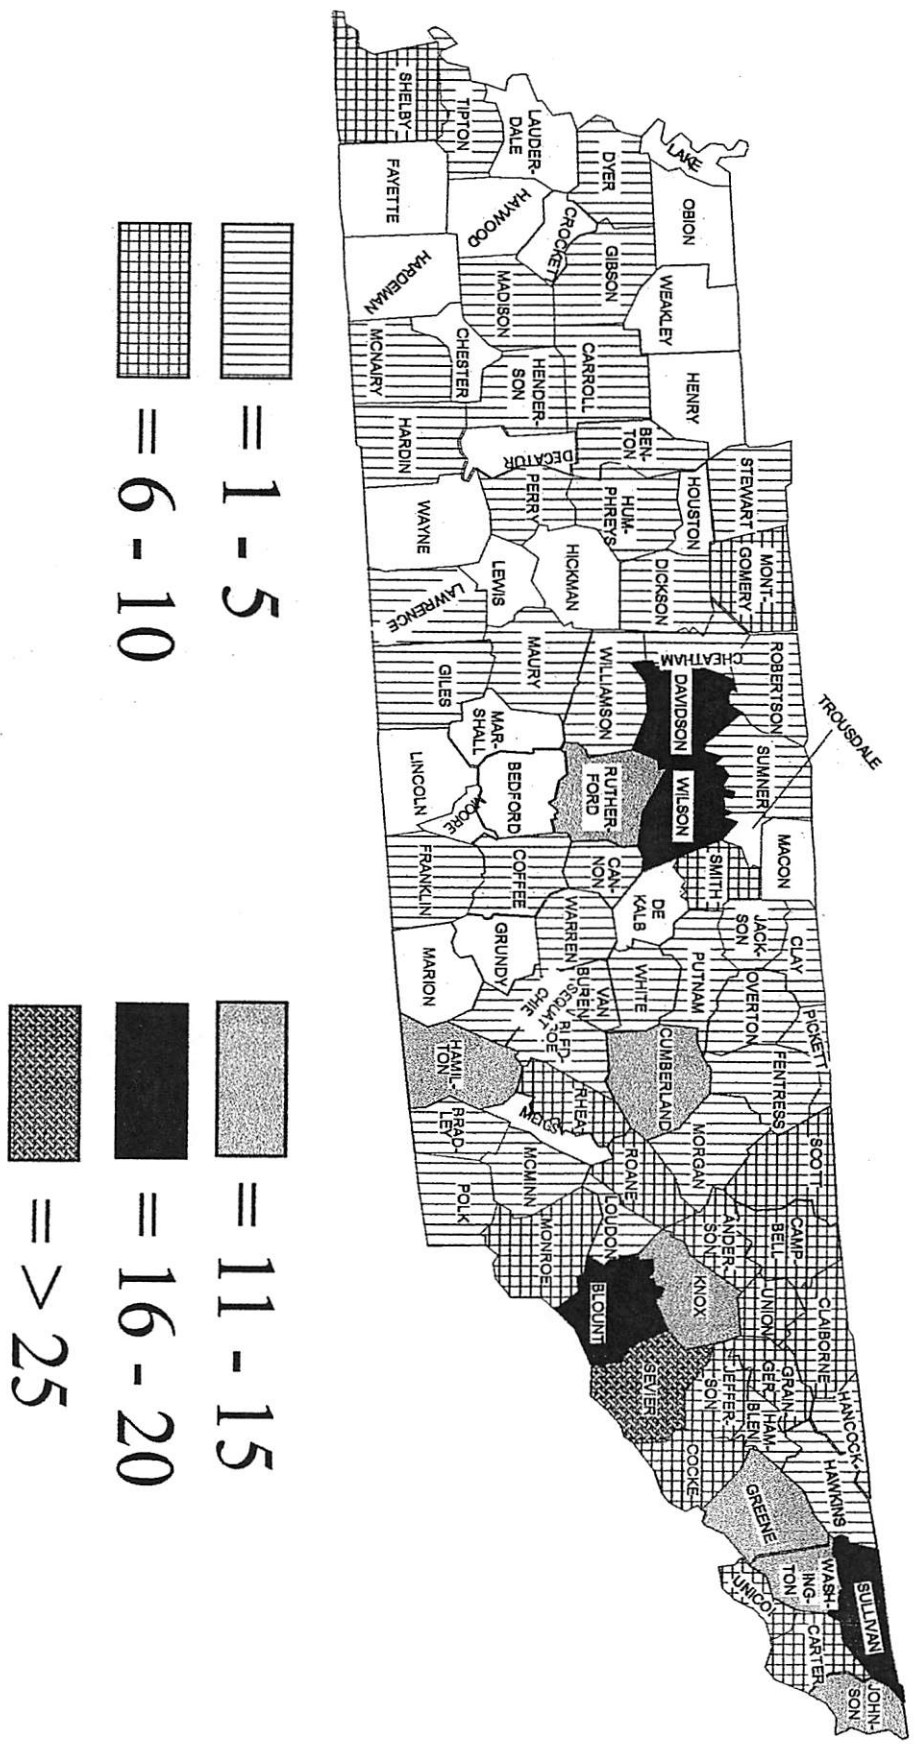 SHELBY
TIPTON
LAUDER-
DALE
DYER
LAKE
OBION
FAYETTE
HAYWOOD
CROCKET
GIBSON
WEAKLEY
HARDEMAN
MADISON
MCNAIRY
CHESTER
HENDER-
SON
CARROLL
HENRY
HARDIN
DECATUR
BEN-
TON
STEWART
HOUSTON
HUM-
PHREYS
PERRY
WAYNE
MONT-
GOMERY
DICKSON
HICKMAN
LEWIS
LAWRENCE
ROBERTSON
CHEATHAM
DAVIDSON
WILLIAMSON
MAURY
GILES
TROUSDALE
SUMNER
WILSON
RUTHER-
FORD
MAR-
SHALL
BEDFORD
LINCOLN
MOORE
MACON
SMITH
CAN-
NON
COFFEE
FRANKLIN
CLAY
JACK-
SON
DE
KALB
WARREN
GRUNDY
MARION
PICKETT
OVERTON
PUTNAM
WHITE
VAN
BUREN
SEQUAT
CHIE
BLED-
SOE
FENTRESS
CUMBERLAND
HAMIL-
TON
RHEA
MEIGS
BRAD-
LEY
SCOTT
MORGAN
ROANE
MCMINN
POLK
CAMP-
BELL
ANDER-
SON
LOUDON
MONROE
CLAIBORNE
UNION
KNOX
BLOUNT
HANCOCK
GRAIN-
GER
HAM-
BLEN
JEFFER-
SON
SEVIER
COCKE
HAWKINS
GREENE
SULLIVAN
WASH-
ING-
TON
UNICOI
CARTER
JOHN-
SON
= 1 - 5
= 6 - 10
= 11 - 15
= 16 - 20
= > 25